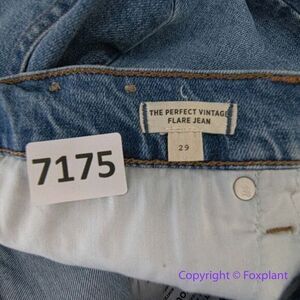 THE PERFECT VINTAGE
FLARE JEAN
29
7175
Copyright © Foxplant